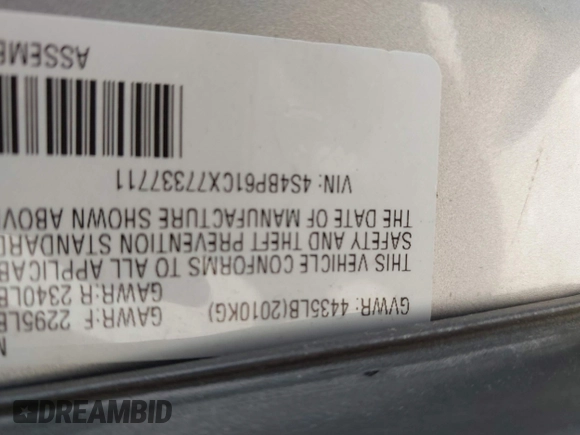 GVWR: 4435LB(2010KG)
GAWR:F 2295LB
GAWR:R 2340LB
THIS VEHICLE CONFORMS TO ALL APPLICAB
SAFETY AND THEFT PREVENTION STANDARD
THE DATE OF MANUFACTURE SHOWN ABOVE
VIN: 4S4BP61CX77337711
ASSEMB
DREAMBID